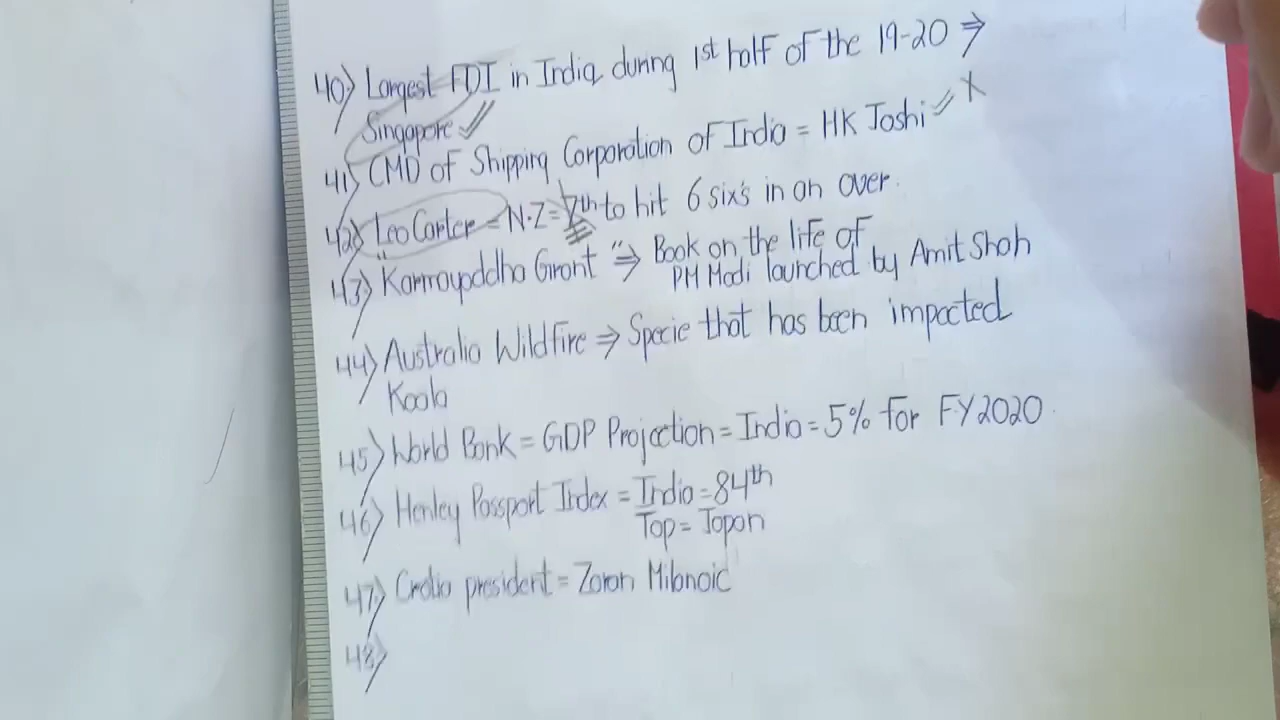 40) Largest FDI in India during 1st half of the 19-20 ⇒
Singapore
41) CMD of Shipping Corporation of India = HK Joshi
42) Leo Carter = N.Z = 7th to hit 6 six's in an over.
43) "Karmayoddha Grant" ⇒ Book on the life of
PM Modi launched by Amit Shah
44) Australia Wildfire ⇒ Specie that has been impacted
Koala
45) World Bank = GDP Projection = India = 5% for F.Y 2020.
46) Henley Passport Index = India = 84th
Top = Japan
47) Crotia president = Zoran Milanoic
48)